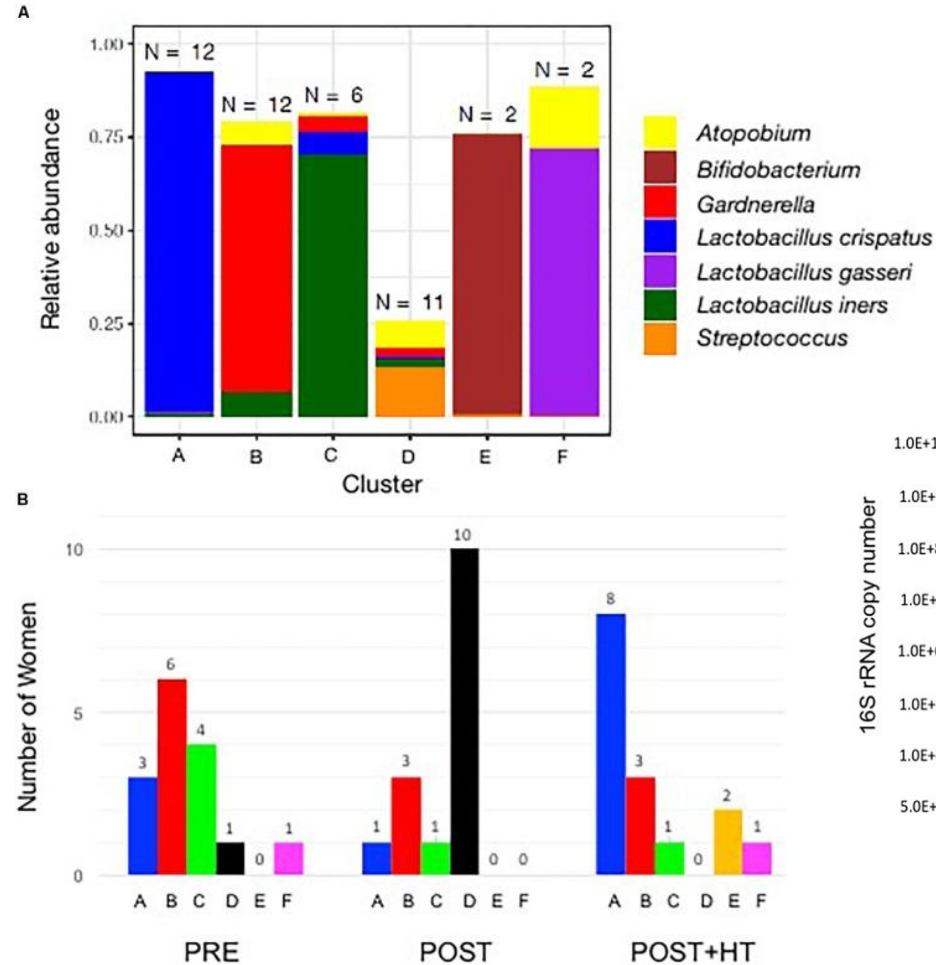 A
1.00
0.75
0.50
0.25
0.00
Relative abundance
N = 12
N = 12
N = 6
N = 11
N = 2
N = 2
A B C D E F
Cluster
Atopobium
Bifidobacterium
Gardnerella
Lactobacillus crispatus
Lactobacillus gasseri
Lactobacillus iners
Streptococcus
B
10
5
0
Number of Women
3 6 4 1 0 1
1 3 1 10 0 0
8 3 1 0 2 1
A B C D E F
A B C D E F
A B C D E F
PRE POST POST+HT
16S rRNA copy number